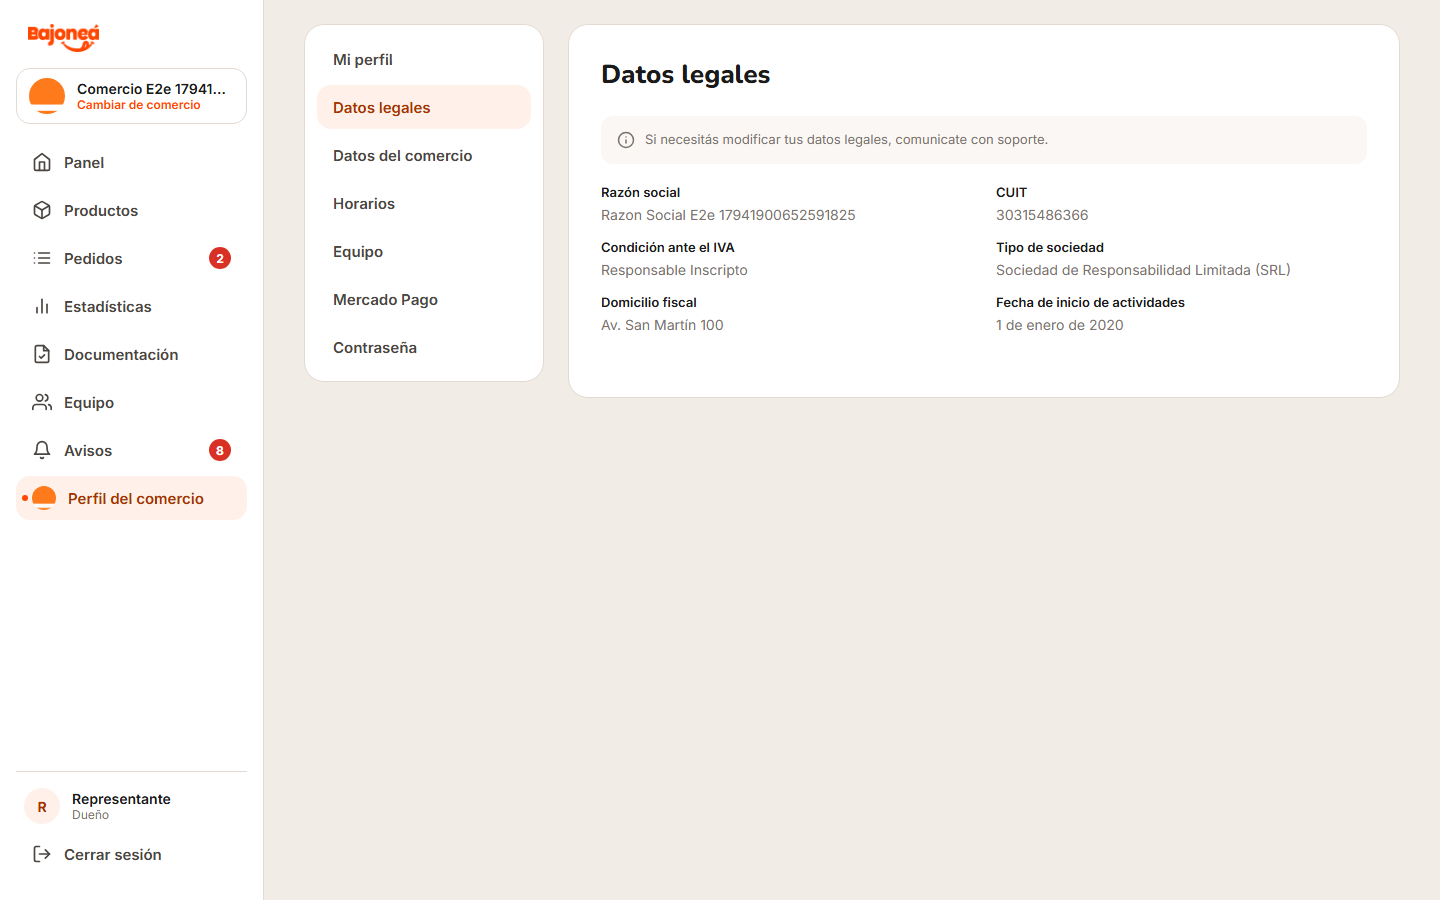 Bajoneá
Comercio E2e 17941...
Cambiar de comercio
Panel
Productos
Pedidos 2
Estadísticas
Documentación
Equipo
Avisos 8
Perfil del comercio
R
Representante
Dueño
Cerrar sesión
Mi perfil
Datos legales
Datos del comercio
Horarios
Equipo
Mercado Pago
Contraseña
Datos legales
Si necesitás modificar tus datos legales, comunicate con soporte.
Razón social
Razon Social E2e 17941900652591825
CUIT
30315486366
Condición ante el IVA
Responsable Inscripto
Tipo de sociedad
Sociedad de Responsabilidad Limitada (SRL)
Domicilio fiscal
Av. San Martín 100
Fecha de inicio de actividades
1 de enero de 2020